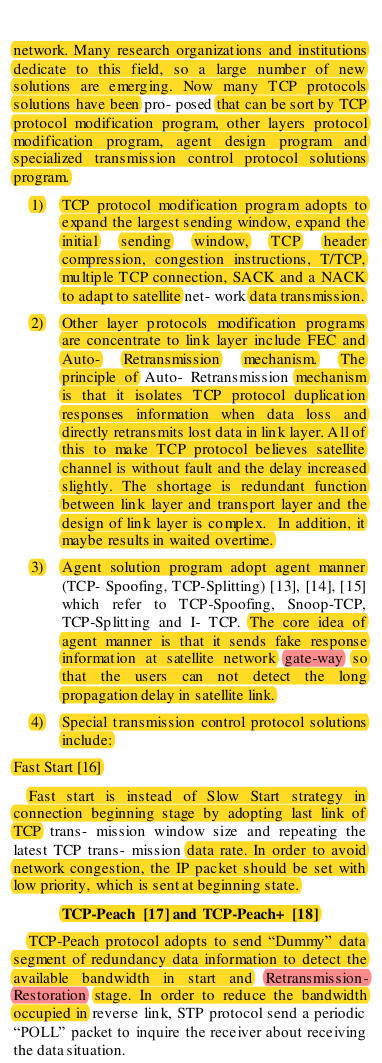 network. Many research organizations and institutions
dedicate to this field, so a large number of new
solutions are emerging. Now many TCP protocols
solutions have been pro- posed that can be sort by TCP
protocol modification program, other layers protocol
modification program, agent design program and
specialized transmission control protocol solutions
program.
1) TCP protocol modification program adopts to
expand the largest sending window, expand the
initial sending window, TCP header
compression, congestion instructions, T/TCP,
multiple TCP connection, SACK and a NACK
to adapt to satellite net- work data transmission.
2) Other layer protocols modification programs
are concentrate to link layer include FEC and
Auto- Retransmission mechanism. The
principle of Auto- Retransmission mechanism
is that it isolates TCP protocol duplication
responses information when data loss and
directly retransmits lost data in link layer. All of
this to make TCP protocol believes satellite
channel is without fault and the delay increased
slightly. The shortage is redundant function
between link layer and transport layer and the
design of link layer is complex. In addition, it
maybe results in waited overtime.
3) Agent solution program adopt agent manner
(TCP- Spoofing, TCP-Splitting) [13], [14], [15]
which refer to TCP-Spoofing, Snoop-TCP,
TCP-Splitting and I- TCP. The core idea of
agent manner is that it sends fake response
information at satellite network gate-way so
that the users can not detect the long
propagation delay in satellite link.
4) Special transmission control protocol solutions
include:
Fast Start [16]
Fast start is instead of Slow Start strategy in
connection beginning stage by adopting last link of
TCP trans- mission window size and repeating the
latest TCP trans- mission data rate. In order to avoid
network congestion, the IP packet should be set with
low priority, which is sent at beginning state.
TCP-Peach [17] and TCP-Peach+ [18]
TCP-Peach protocol adopts to send “Dummy” data
segment of redundancy data information to detect the
available bandwidth in start and Retransmission-
Restoration stage. In order to reduce the bandwidth
occupied in reverse link, STP protocol send a periodic
“POLL” packet to inquire the receiver about receiving
the data situation.